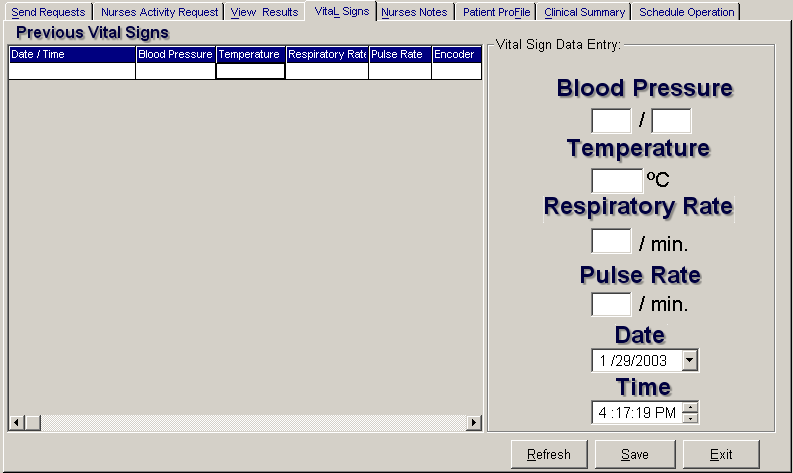 Send Requests Nurses Activity Request View Results VitaL Signs Nurses Notes Patient ProFile Clinical Summary Schedule Operation
Previous Vital Signs
Date / Time Blood Pressure Temperature Respiratory Rate Pulse Rate Encoder
Vital Sign Data Entry:
Blood Pressure
/
Temperature
ºC
Respiratory Rate
/ min.
Pulse Rate
/ min.
Date
1 /29/2003
Time
4 :17:19 PM
Refresh Save Exit